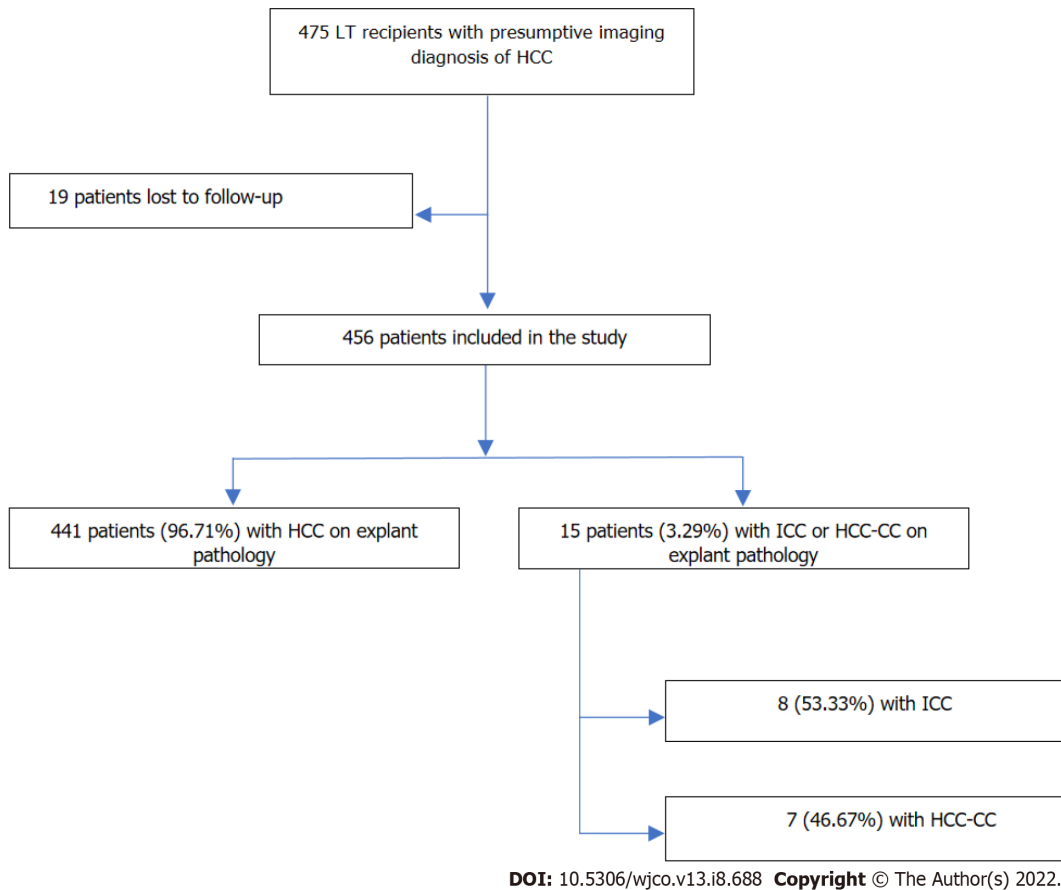 475 LT recipients with presumptive imaging
diagnosis of HCC
19 patients lost to follow-up
456 patients included in the study
441 patients (96.71%) with HCC on explant
pathology
15 patients (3.29%) with ICC or HCC-CC on
explant pathology
8 (53.33%) with ICC
7 (46.67%) with HCC-CC
DOI: 10.5306/wjco.v13.i8.688 Copyright © The Author(s) 2022.